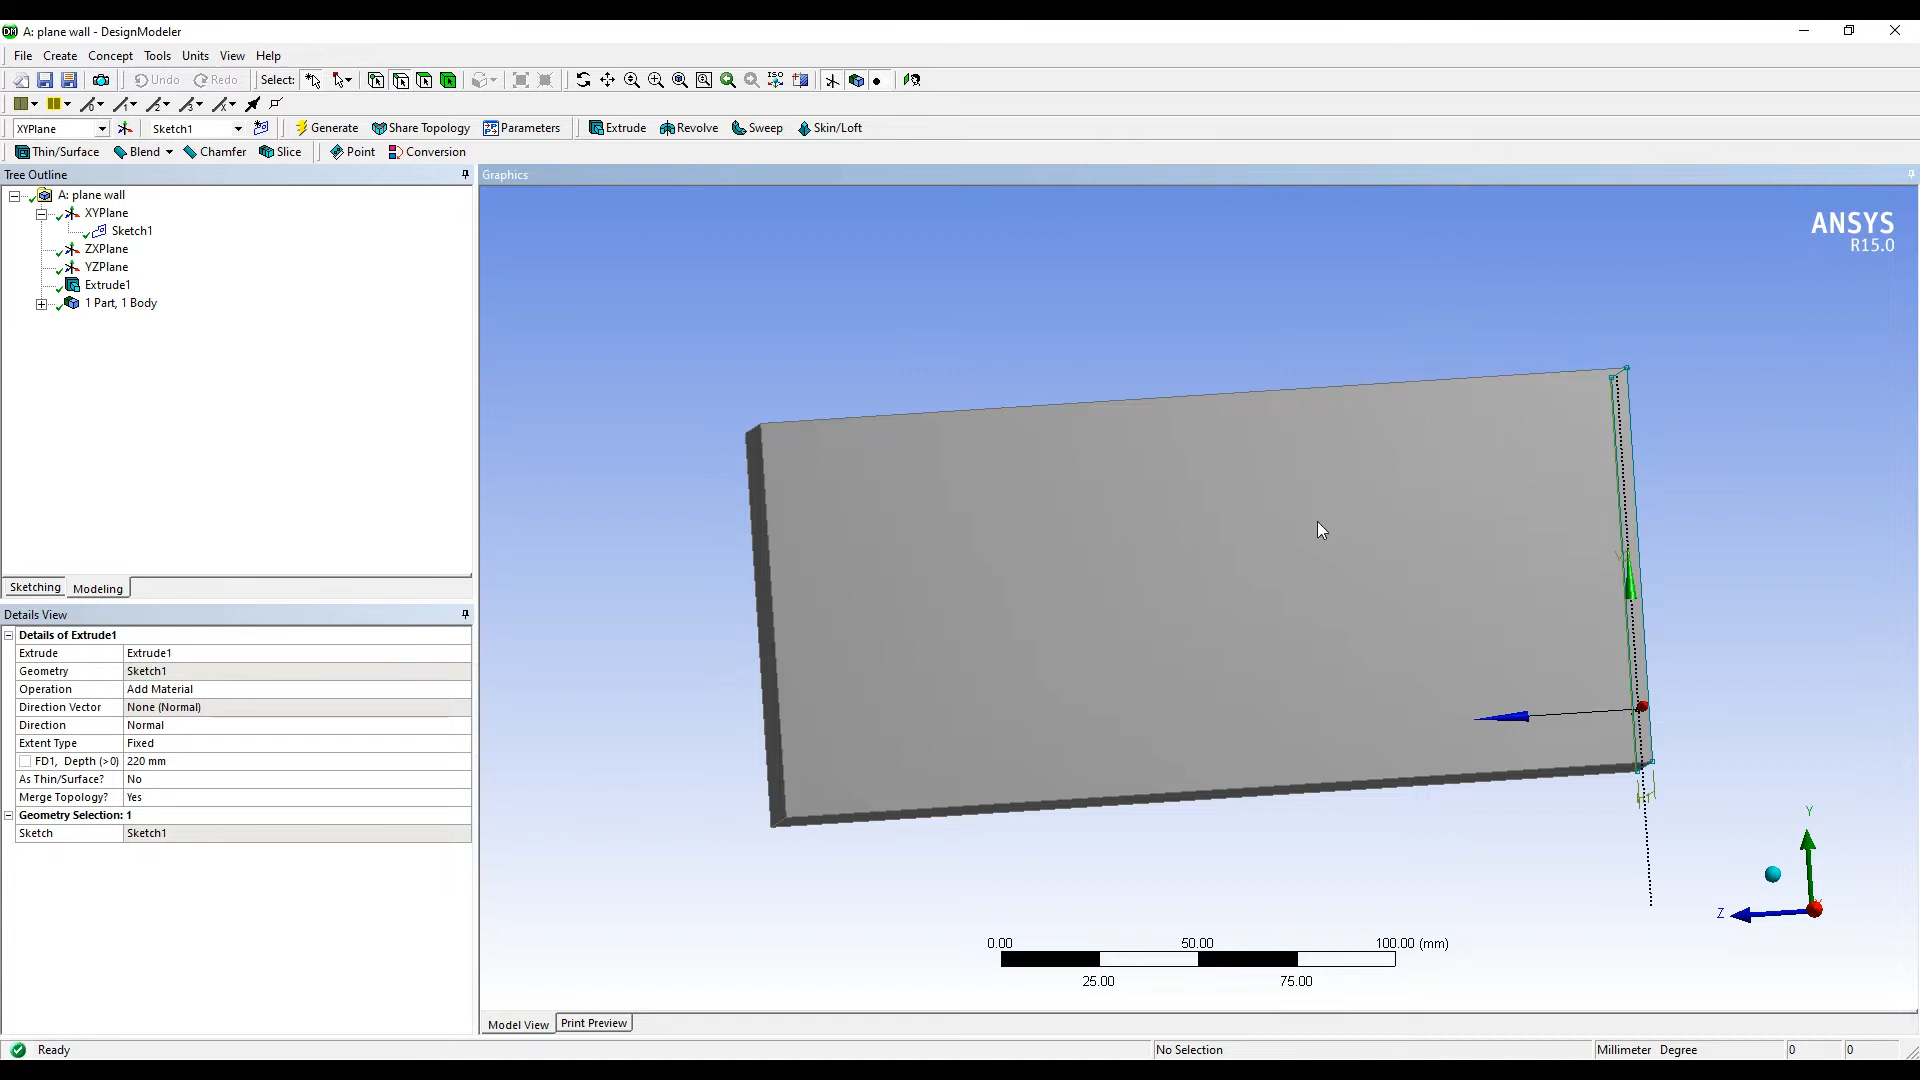 A: plane wall - DesignModeler
File Create Concept Tools Units View Help
Undo Redo Select: ISO
XYPlane Sketch1 Generate Share Topology Parameters Extrude Revolve Sweep Skin/Loft
Thin/Surface Blend Chamfer Slice Point Conversion
Tree Outline
A: plane wall
XYPlane
Sketch1
ZXPlane
YZPlane
Extrude1
1 Part, 1 Body
Sketching Modeling
Details View
Details of Extrude1
Extrude Extrude1
Geometry Sketch1
Operation Add Material
Direction Vector None (Normal)
Direction Normal
Extent Type Fixed
FD1, Depth (>0) 220 mm
As Thin/Surface? No
Merge Topology? Yes
Geometry Selection: 1
Sketch Sketch1
Graphics
ANSYS
R15.0
Y
Z
0.00 50.00 100.00 (mm)
25.00 75.00
Model View Print Preview
Ready No Selection Millimeter Degree 0 0